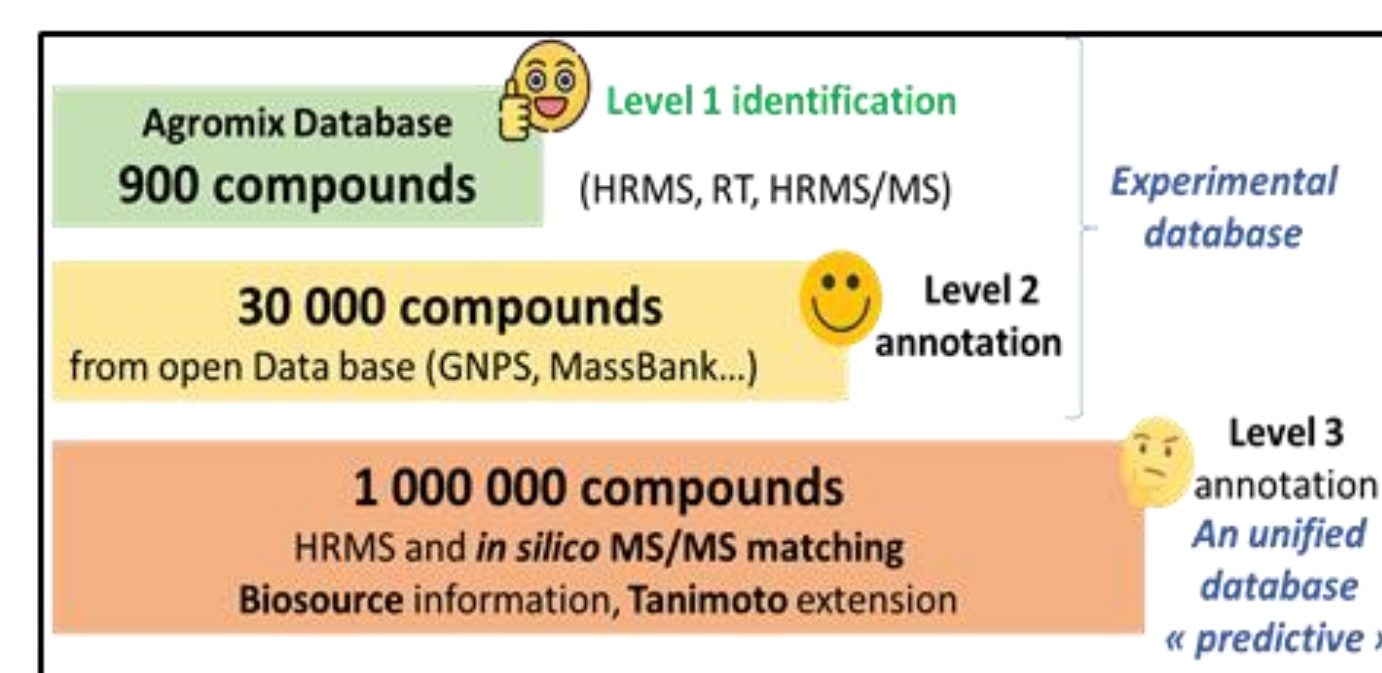 Agromix Database
900 compounds
Level 1 identification
(HRMS, RT, HRMS/MS)
Experimental
database
30 000 compounds
from open Data base (GNPS, MassBank...)
Level 2
annotation
1 000 000 compounds
HRMS and in silico MS/MS matching
Biosource information, Tanimoto extension
Level 3
annotation
An unified
database
« predictive »